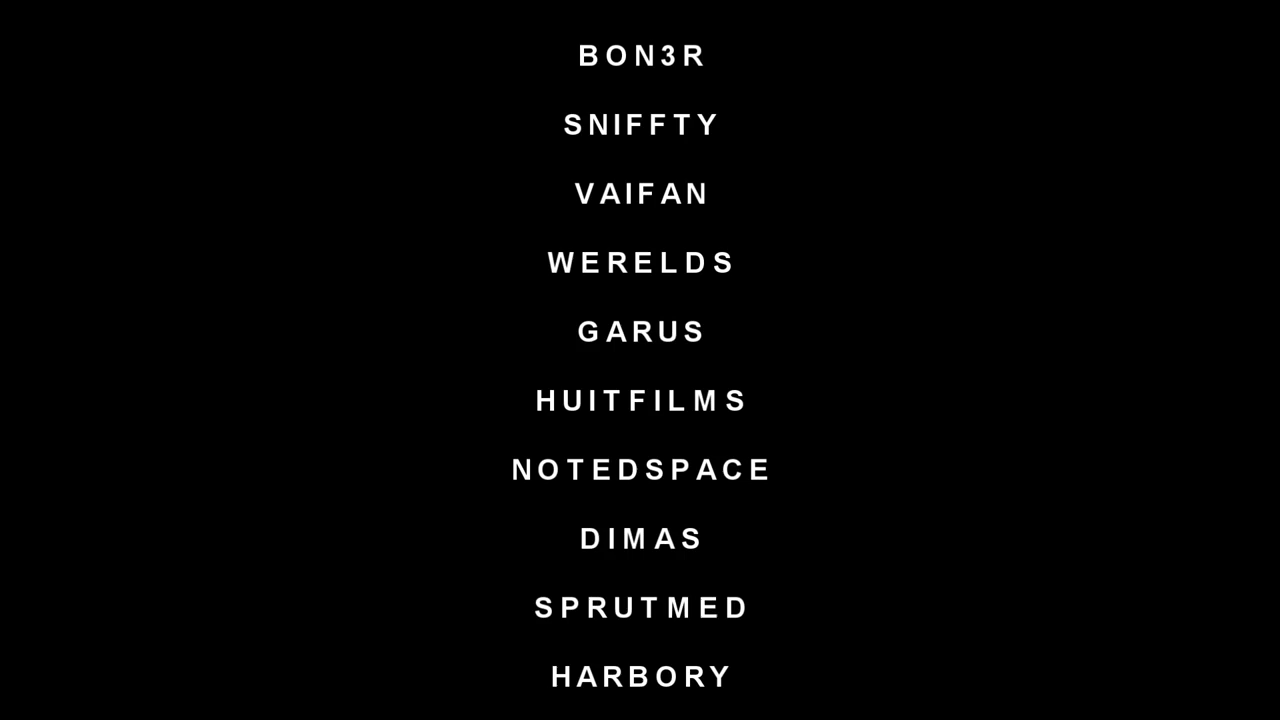 BON3R
SNIFFTY
VAIFAN
WERELDS
GARUS
HUITFILMS
NOTEDSPACE
DIMAS
SPRUTMED
HARBORY